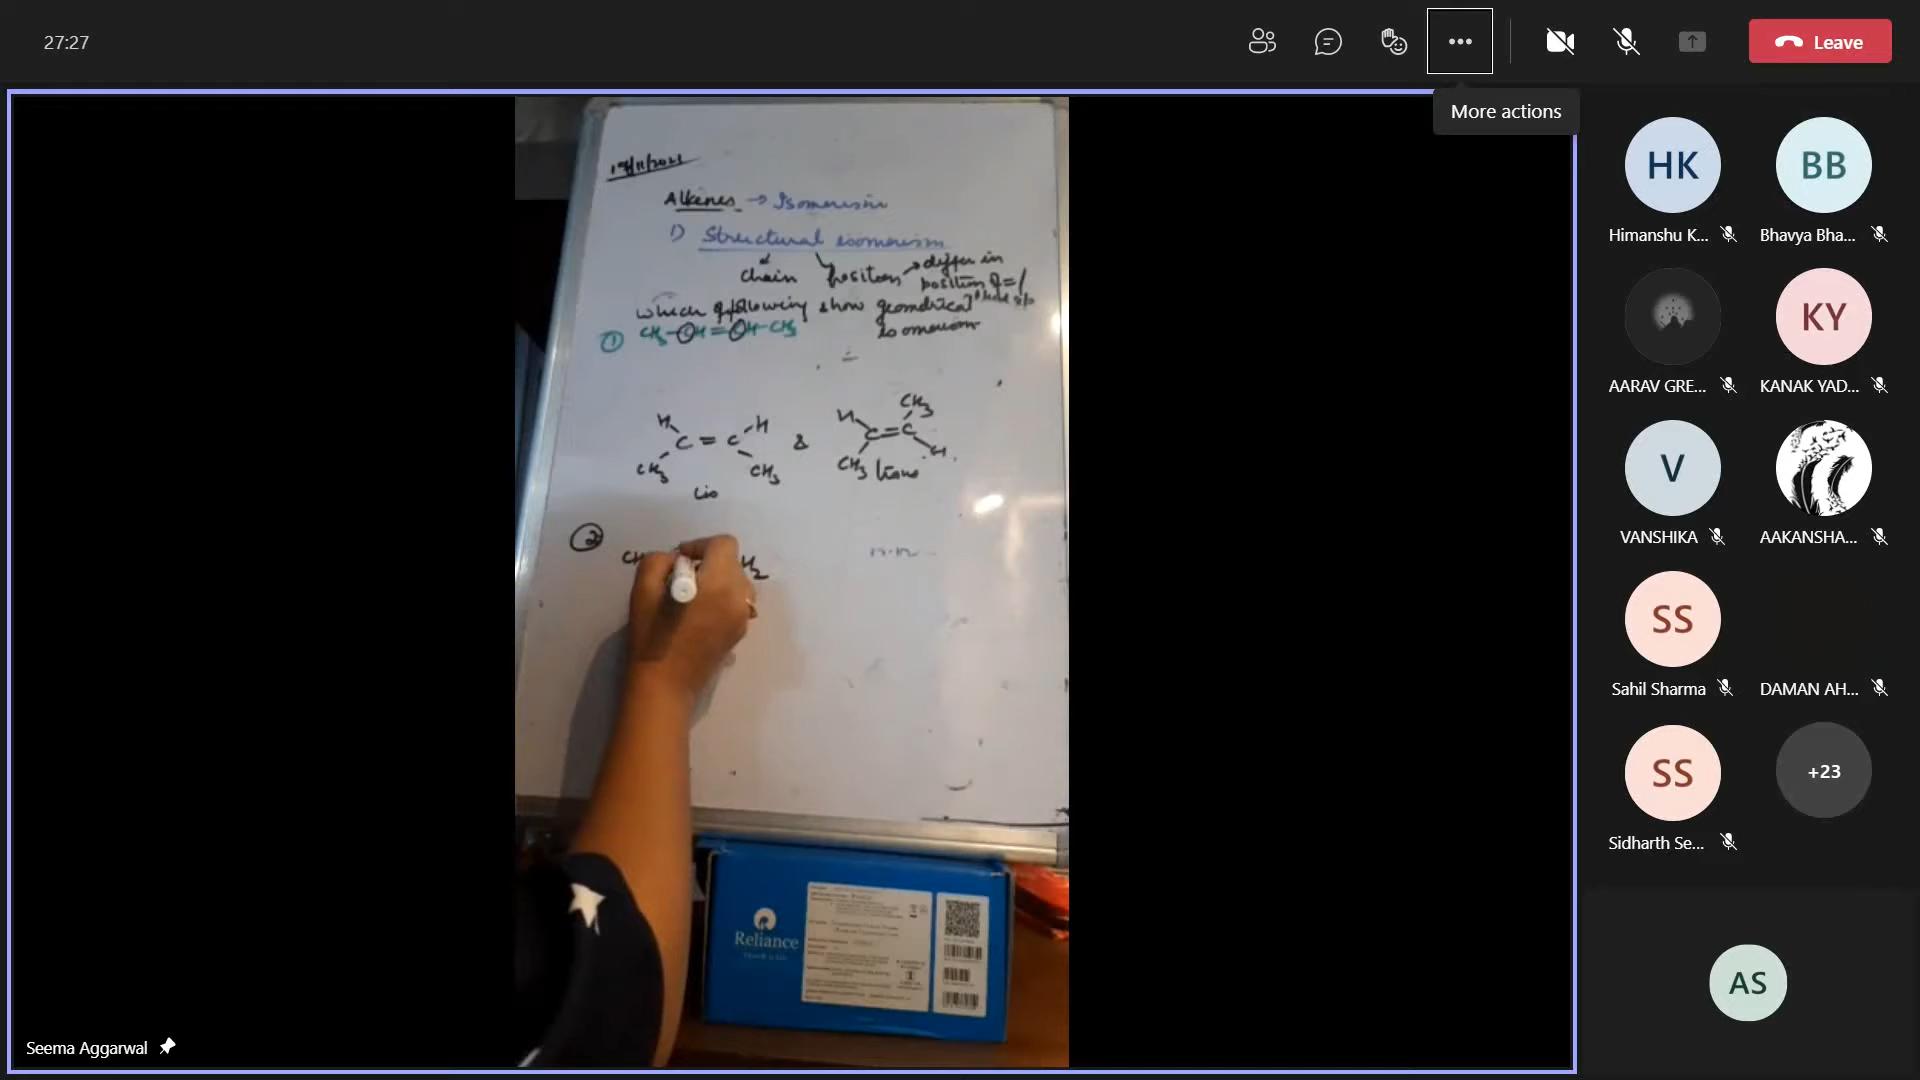 27:27
Leave
More actions
Alkenes → Isomerism
1) Structural isomerism
chain position → differ in
position of =/
which of following show geometrical
isomerism
① CH3-CH=CH-CH3
H H & H CH3
C = C C=C
CH3 CH3 CH3 trans H
cis
②
CH H2
Reliance
Seema Aggarwal
HK BB
Himanshu K... Bhavya Bha...
KY
AARAV GRE... KANAK YAD...
V
VANSHIKA AAKANSHA...
SS
Sahil Sharma DAMAN AH...
SS +23
Sidharth Se...
AS